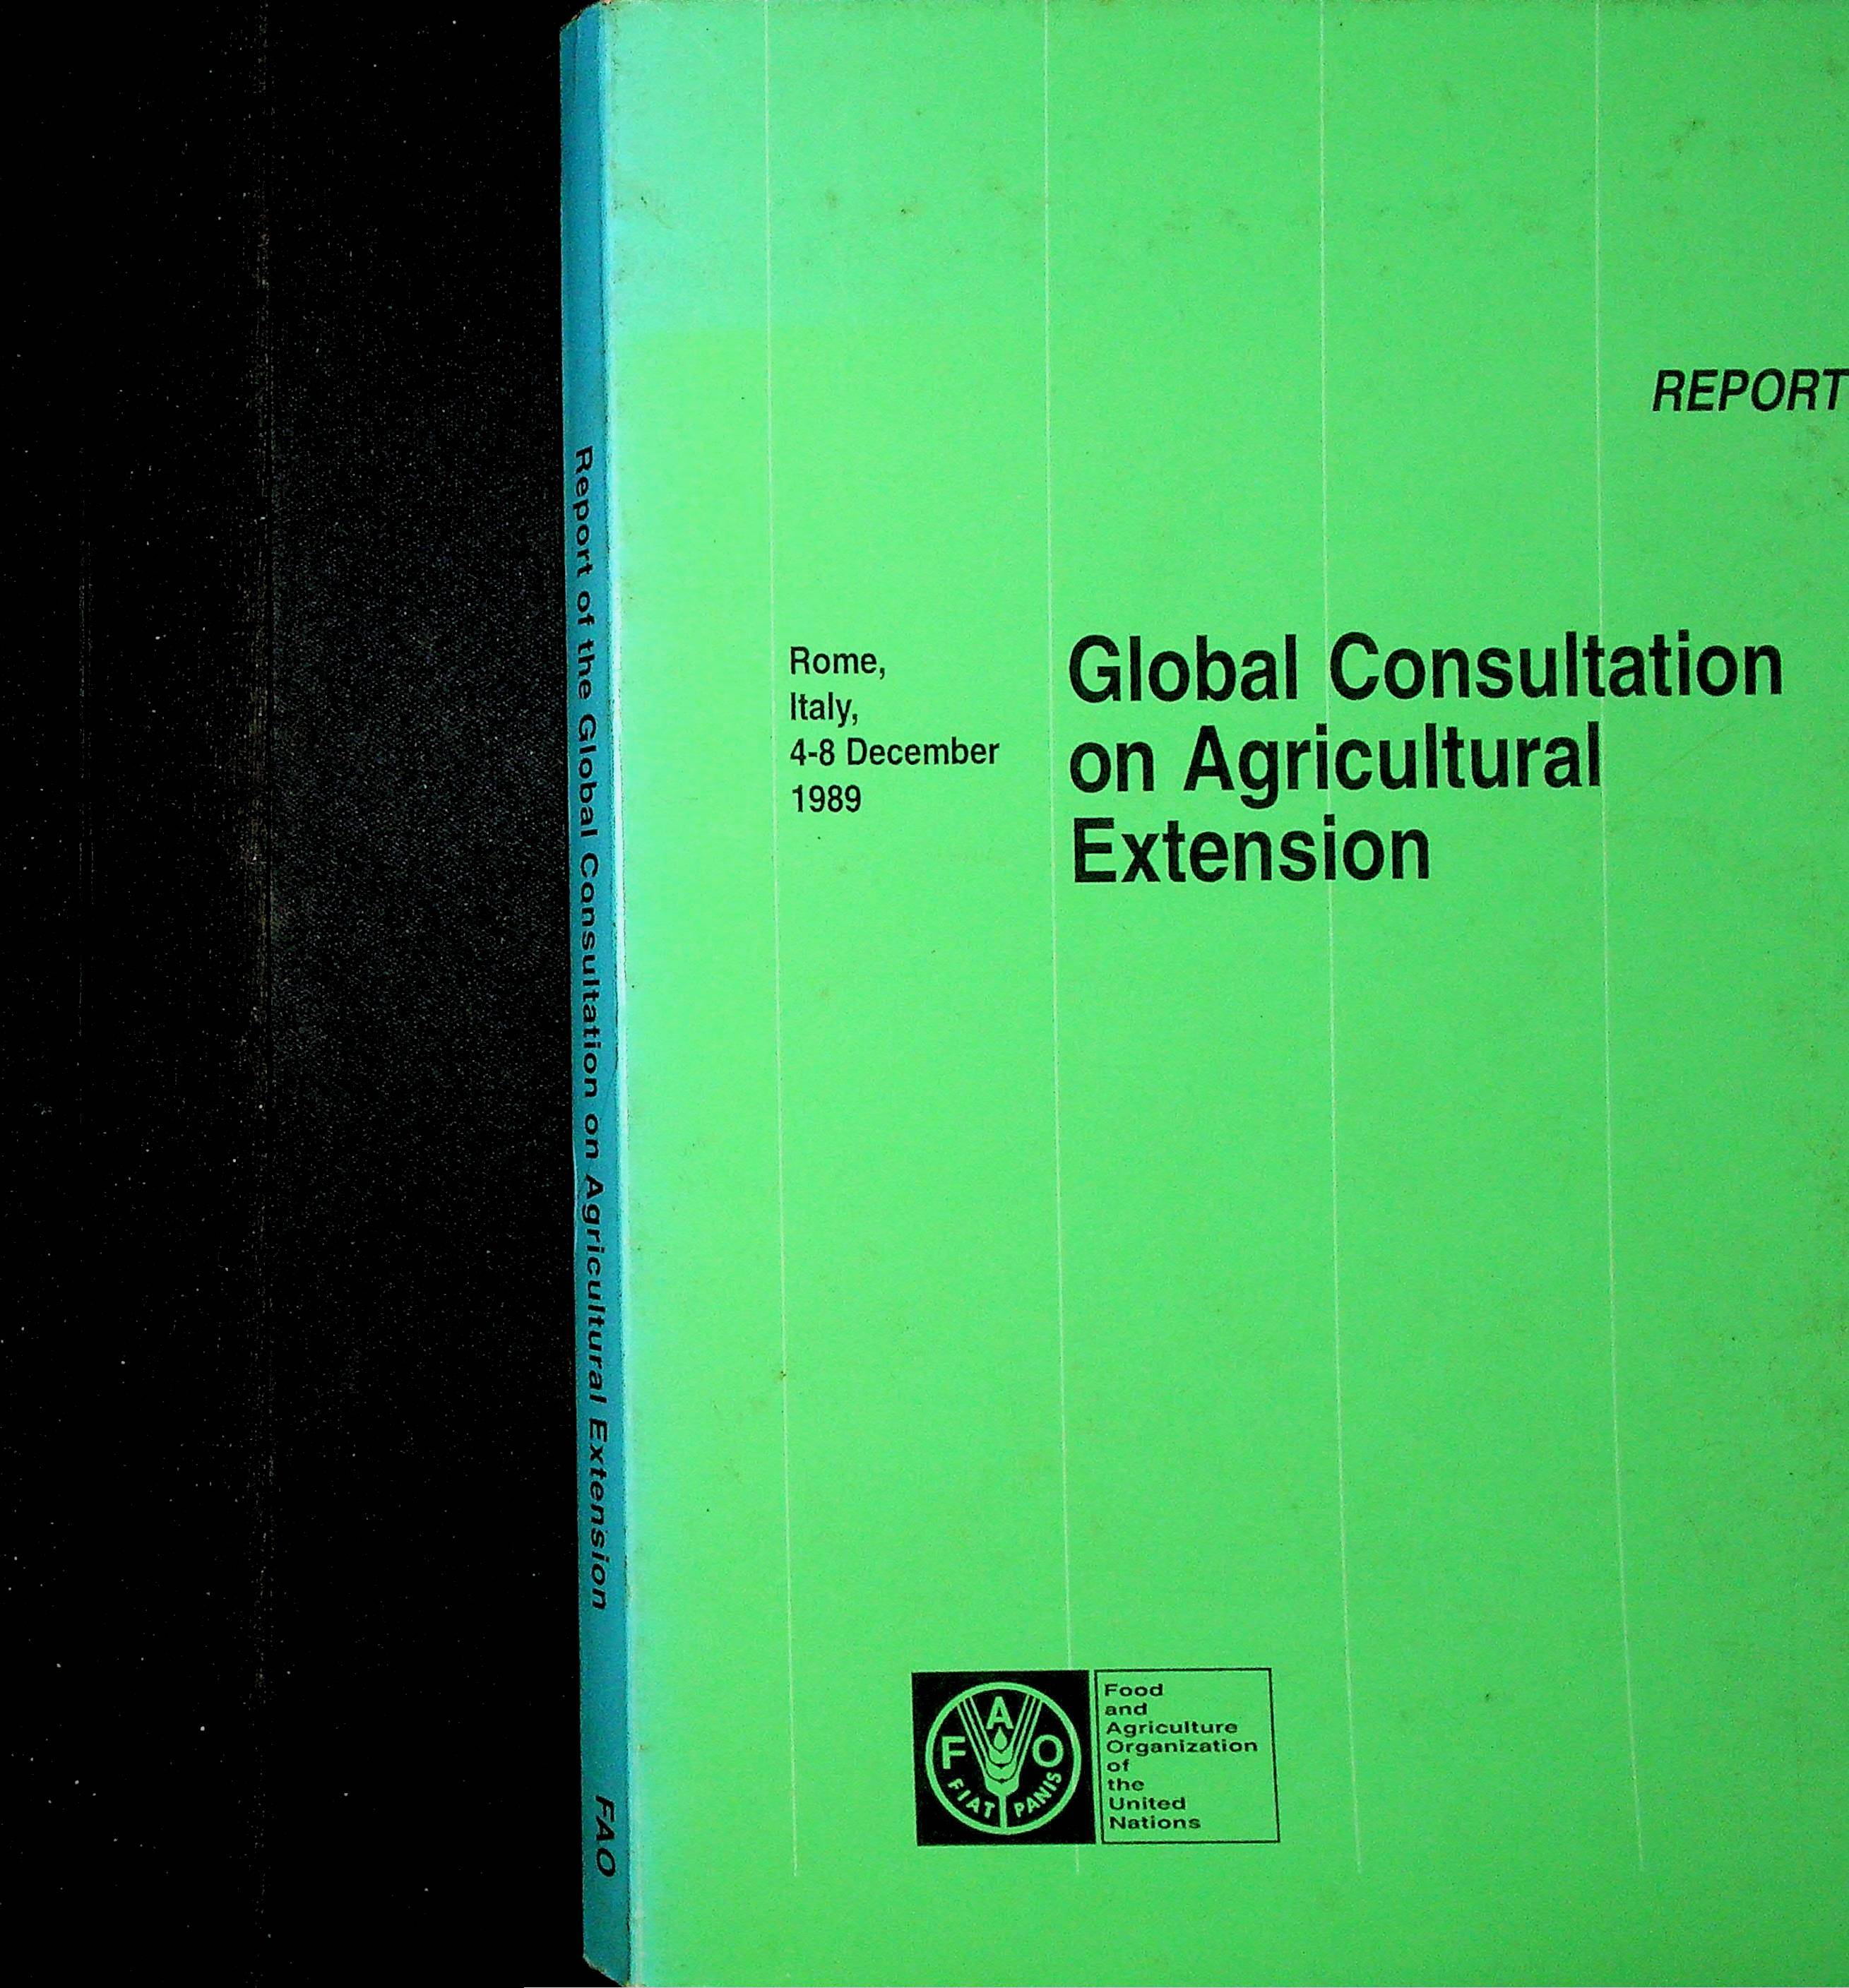 Report of the Global Consultation on Agricultural Extension
FAO
REPORT
Rome,
Italy,
4-8 December
1989
Global Consultation
on Agricultural
Extension
F A O
FIAT PANIS
Food
and
Agriculture
Organization
of
the
United
Nations